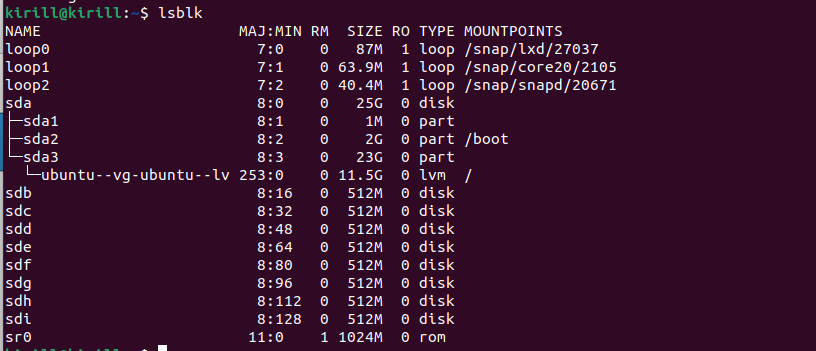 kirill@kirill:~$ lsblk
NAME                      MAJ:MIN RM  SIZE RO TYPE MOUNTPOINTS
loop0                       7:0    0   87M  1 loop /snap/lxd/27037
loop1                       7:1    0 63.9M  1 loop /snap/core20/2105
loop2                       7:2    0 40.4M  1 loop /snap/snapd/20671
sda                         8:0    0   25G  0 disk
├─sda1                      8:1    0    1M  0 part
├─sda2                      8:2    0    2G  0 part /boot
└─sda3                      8:3    0   23G  0 part
  └─ubuntu--vg-ubuntu--lv 253:0    0 11.5G  0 lvm  /
sdb                         8:16   0  512M  0 disk
sdc                         8:32   0  512M  0 disk
sdd                         8:48   0  512M  0 disk
sde                         8:64   0  512M  0 disk
sdf                         8:80   0  512M  0 disk
sdg                         8:96   0  512M  0 disk
sdh                         8:112  0  512M  0 disk
sdi                         8:128  0  512M  0 disk
sr0                        11:0    1 1024M  0 rom
kirill@kirill:~$